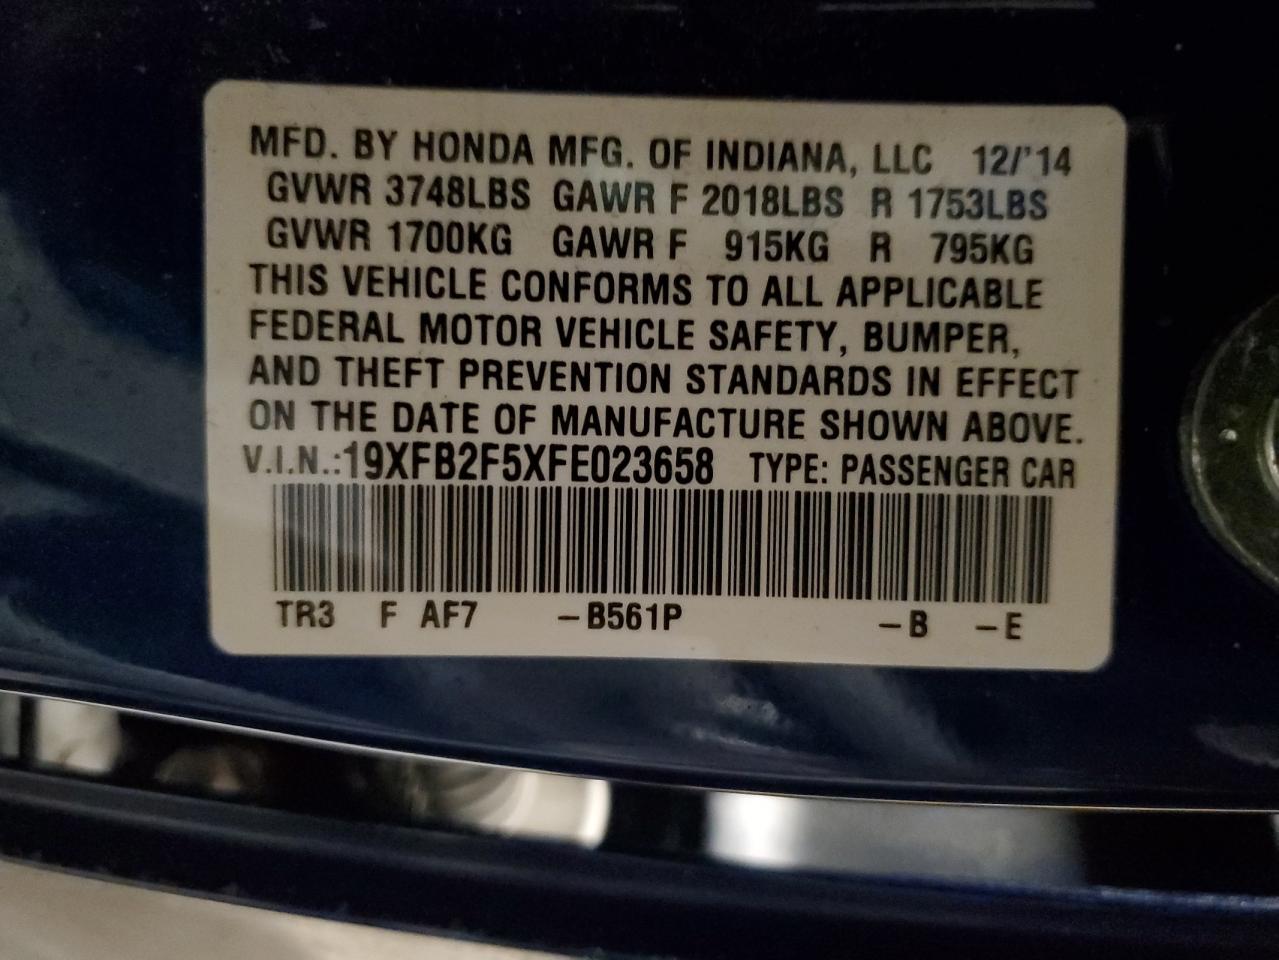 MFD. BY HONDA MFG. OF INDIANA, LLC 12/'14
GVWR 3748LBS GAWR F 2018LBS R 1753LBS
GVWR 1700KG GAWR F 915KG R 795KG
THIS VEHICLE CONFORMS TO ALL APPLICABLE
FEDERAL MOTOR VEHICLE SAFETY, BUMPER,
AND THEFT PREVENTION STANDARDS IN EFFECT
ON THE DATE OF MANUFACTURE SHOWN ABOVE.
V.I.N.:19XFB2F5XFE023658 TYPE: PASSENGER CAR
TR3 F AF7 –B561P –B –E